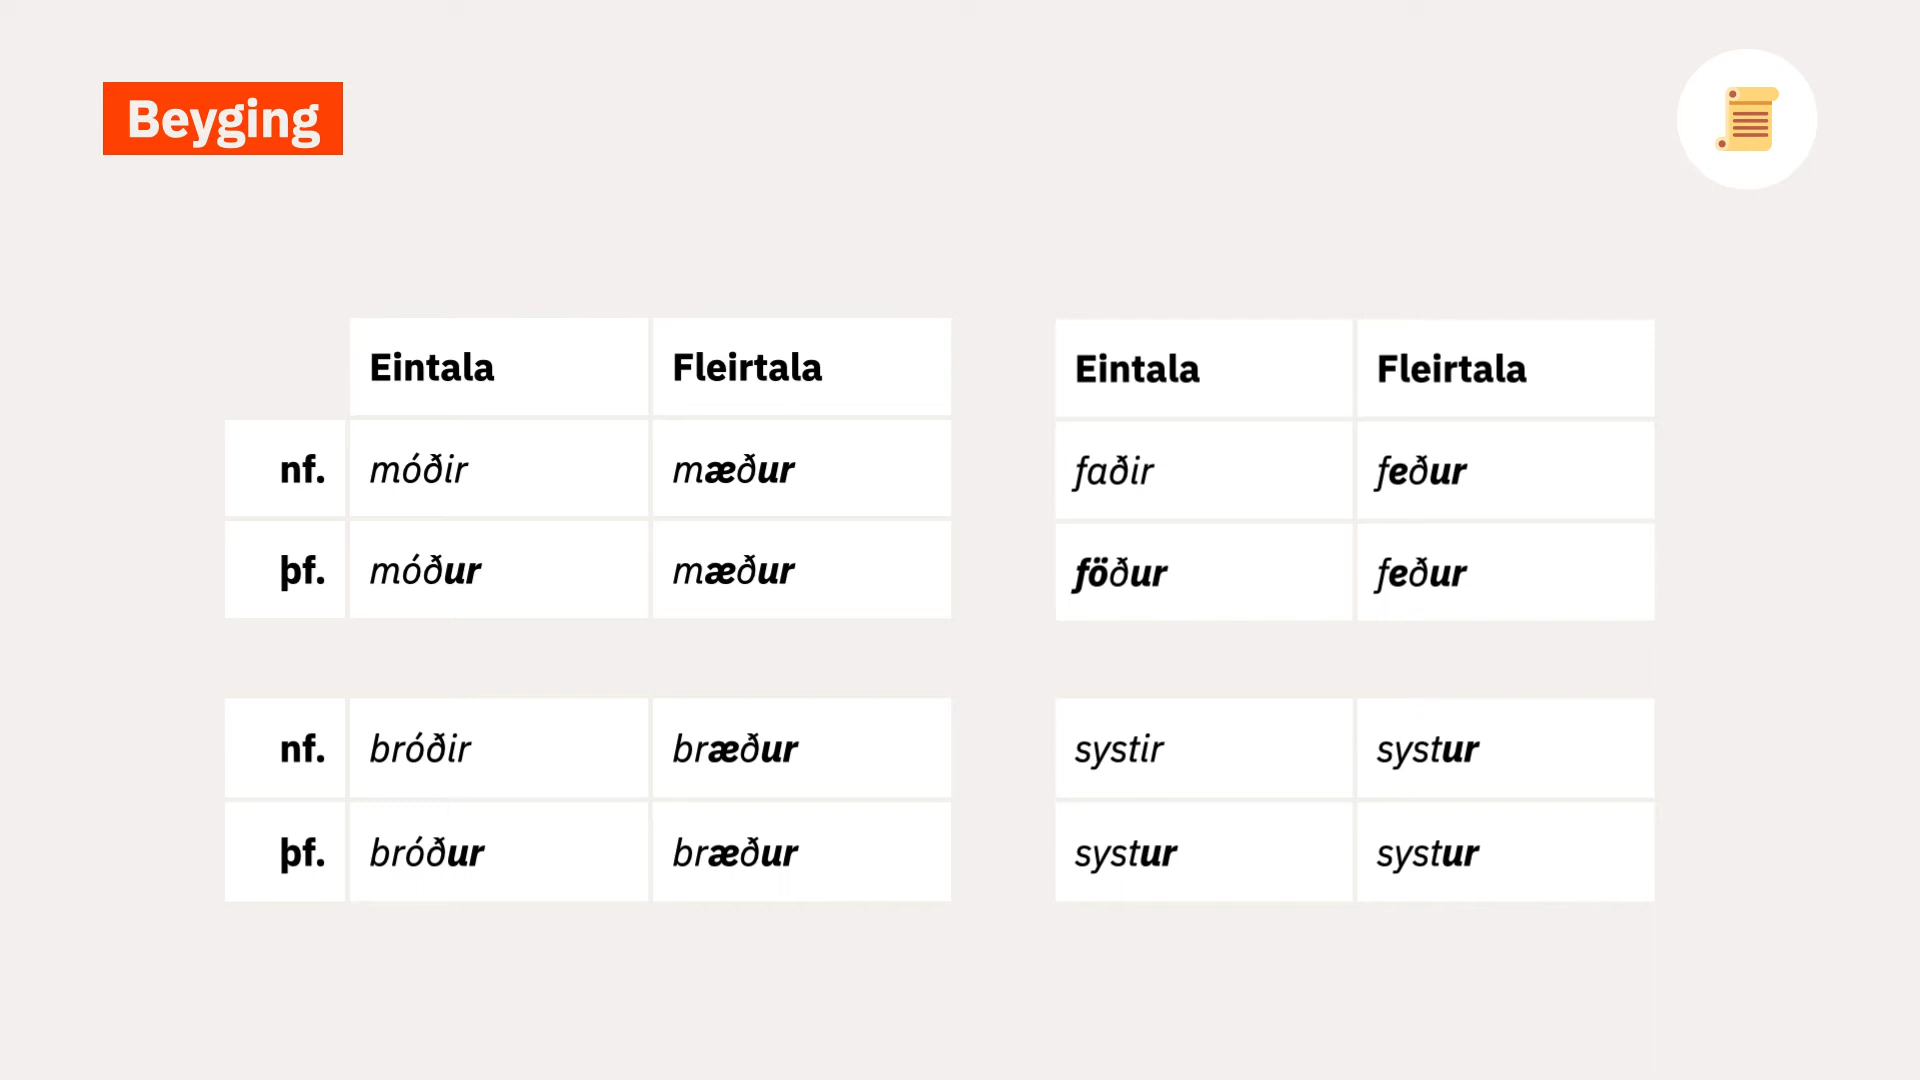 Beyging
Eintala Fleirtala
nf. móðir mæður
þf. móður mæður
Eintala Fleirtala
faðir feður
föður feður
nf. bróðir bræður
þf. bróður bræður
systir systur
systur systur